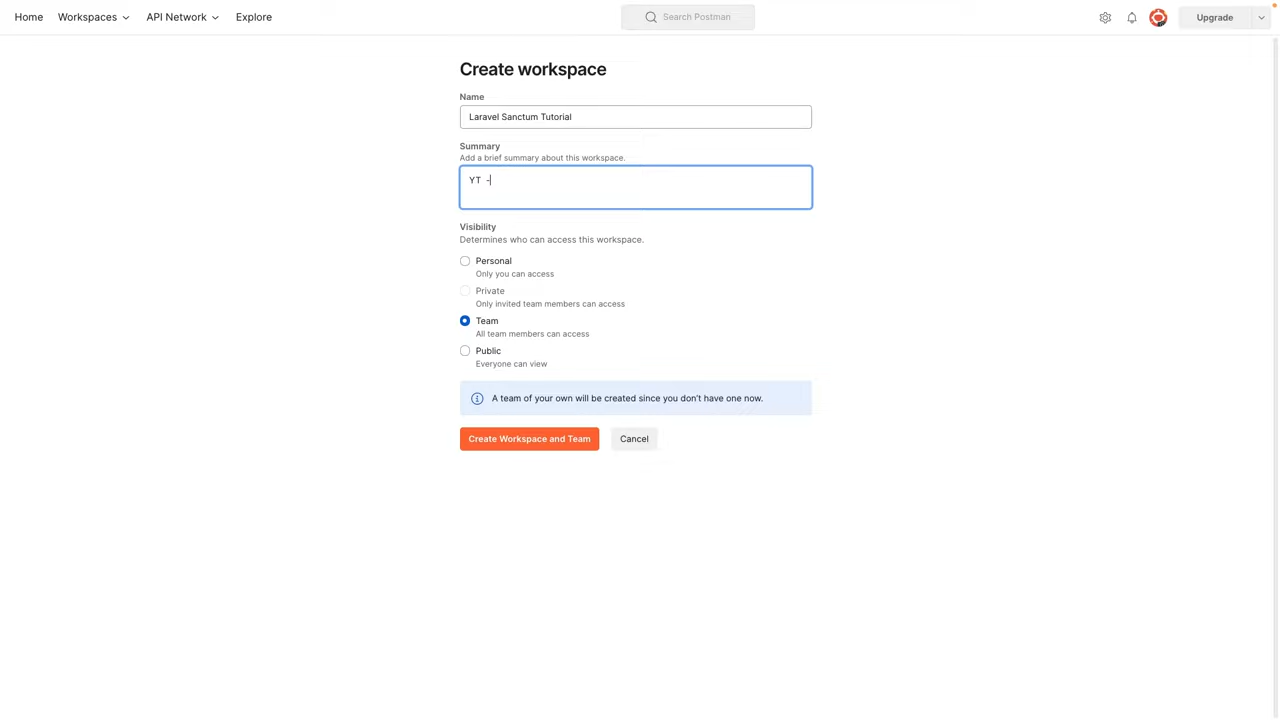 Home Workspaces API Network Explore Search Postman Upgrade
Create workspace
Name
Laravel Sanctum Tutorial
Summary
Add a brief summary about this workspace.
YT -
Visibility
Determines who can access this workspace.
Personal
Only you can access
Private
Only invited team members can access
Team
All team members can access
Public
Everyone can view
A team of your own will be created since you don't have one now.
Create Workspace and Team Cancel